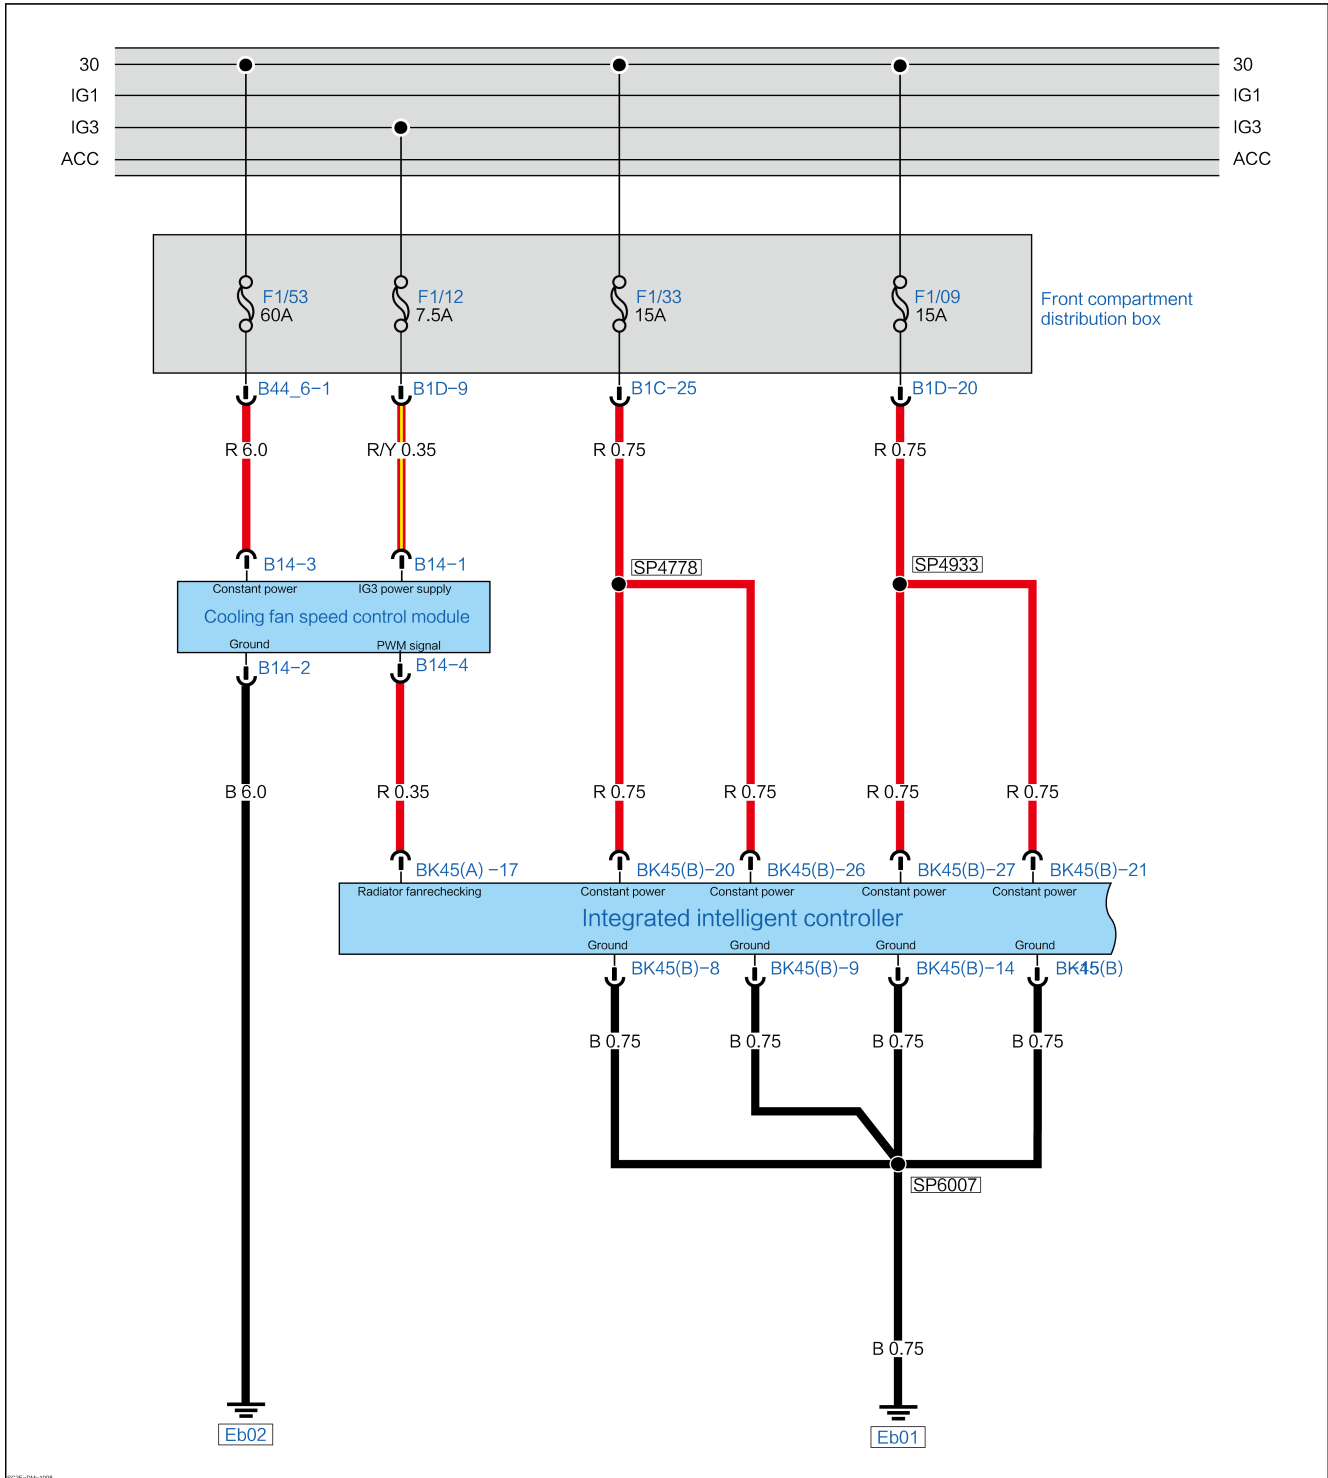 30 30
IG1 IG1
IG3 IG3
ACC ACC
F1/53 F1/12 F1/33 F1/09
60A 7.5A 15A 15A
Front compartment
distribution box
B44_6−1 B1D−9 B1C−25 B1D−20
R 6.0 R/Y 0.35 R 0.75 R 0.75
B14−3 B14−1 SP4778 SP4933
Constant power IG3 power supply
Cooling fan speed control module
Ground PWM signal
B14−2 B14−4
B 6.0 R 0.35 R 0.75 R 0.75 R 0.75 R 0.75
BK45(A) −17 BK45(B)−20 BK45(B)−26 BK45(B)−27 BK45(B)−21
Radiator fanrechecking Constant power Constant power Constant power Constant power
Integrated intelligent controller
Ground Ground Ground Ground
BK45(B)−8 BK45(B)−9 BK45(B)−14 BK45(B)
B 0.75 B 0.75 B 0.75 B 0.75
SP6007
B 0.75
Eb02 Eb01